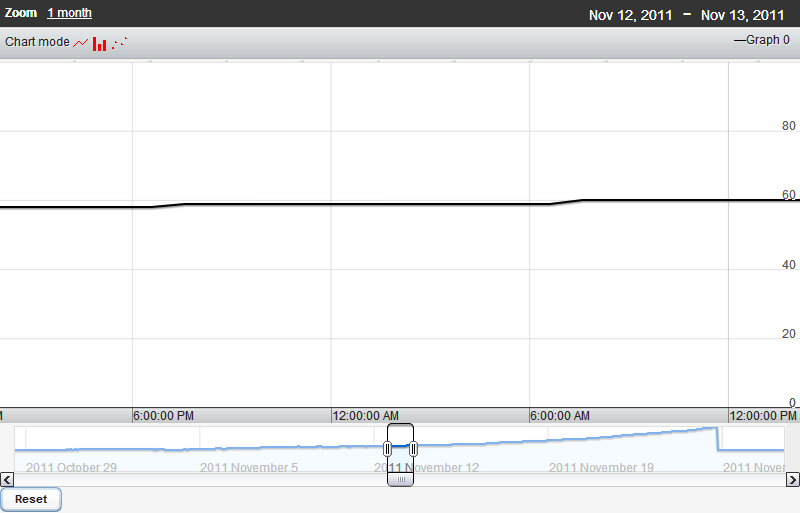 Zoom 1 month Nov 12, 2011 – Nov 13, 2011
Chart mode —Graph 0
80
60
40
20
0
6:00:00 PM 12:00:00 AM 6:00:00 AM 12:00:00 PM
2011 October 29 2011 November 5 2011 November 12 2011 November 19 2011 Nover
Reset